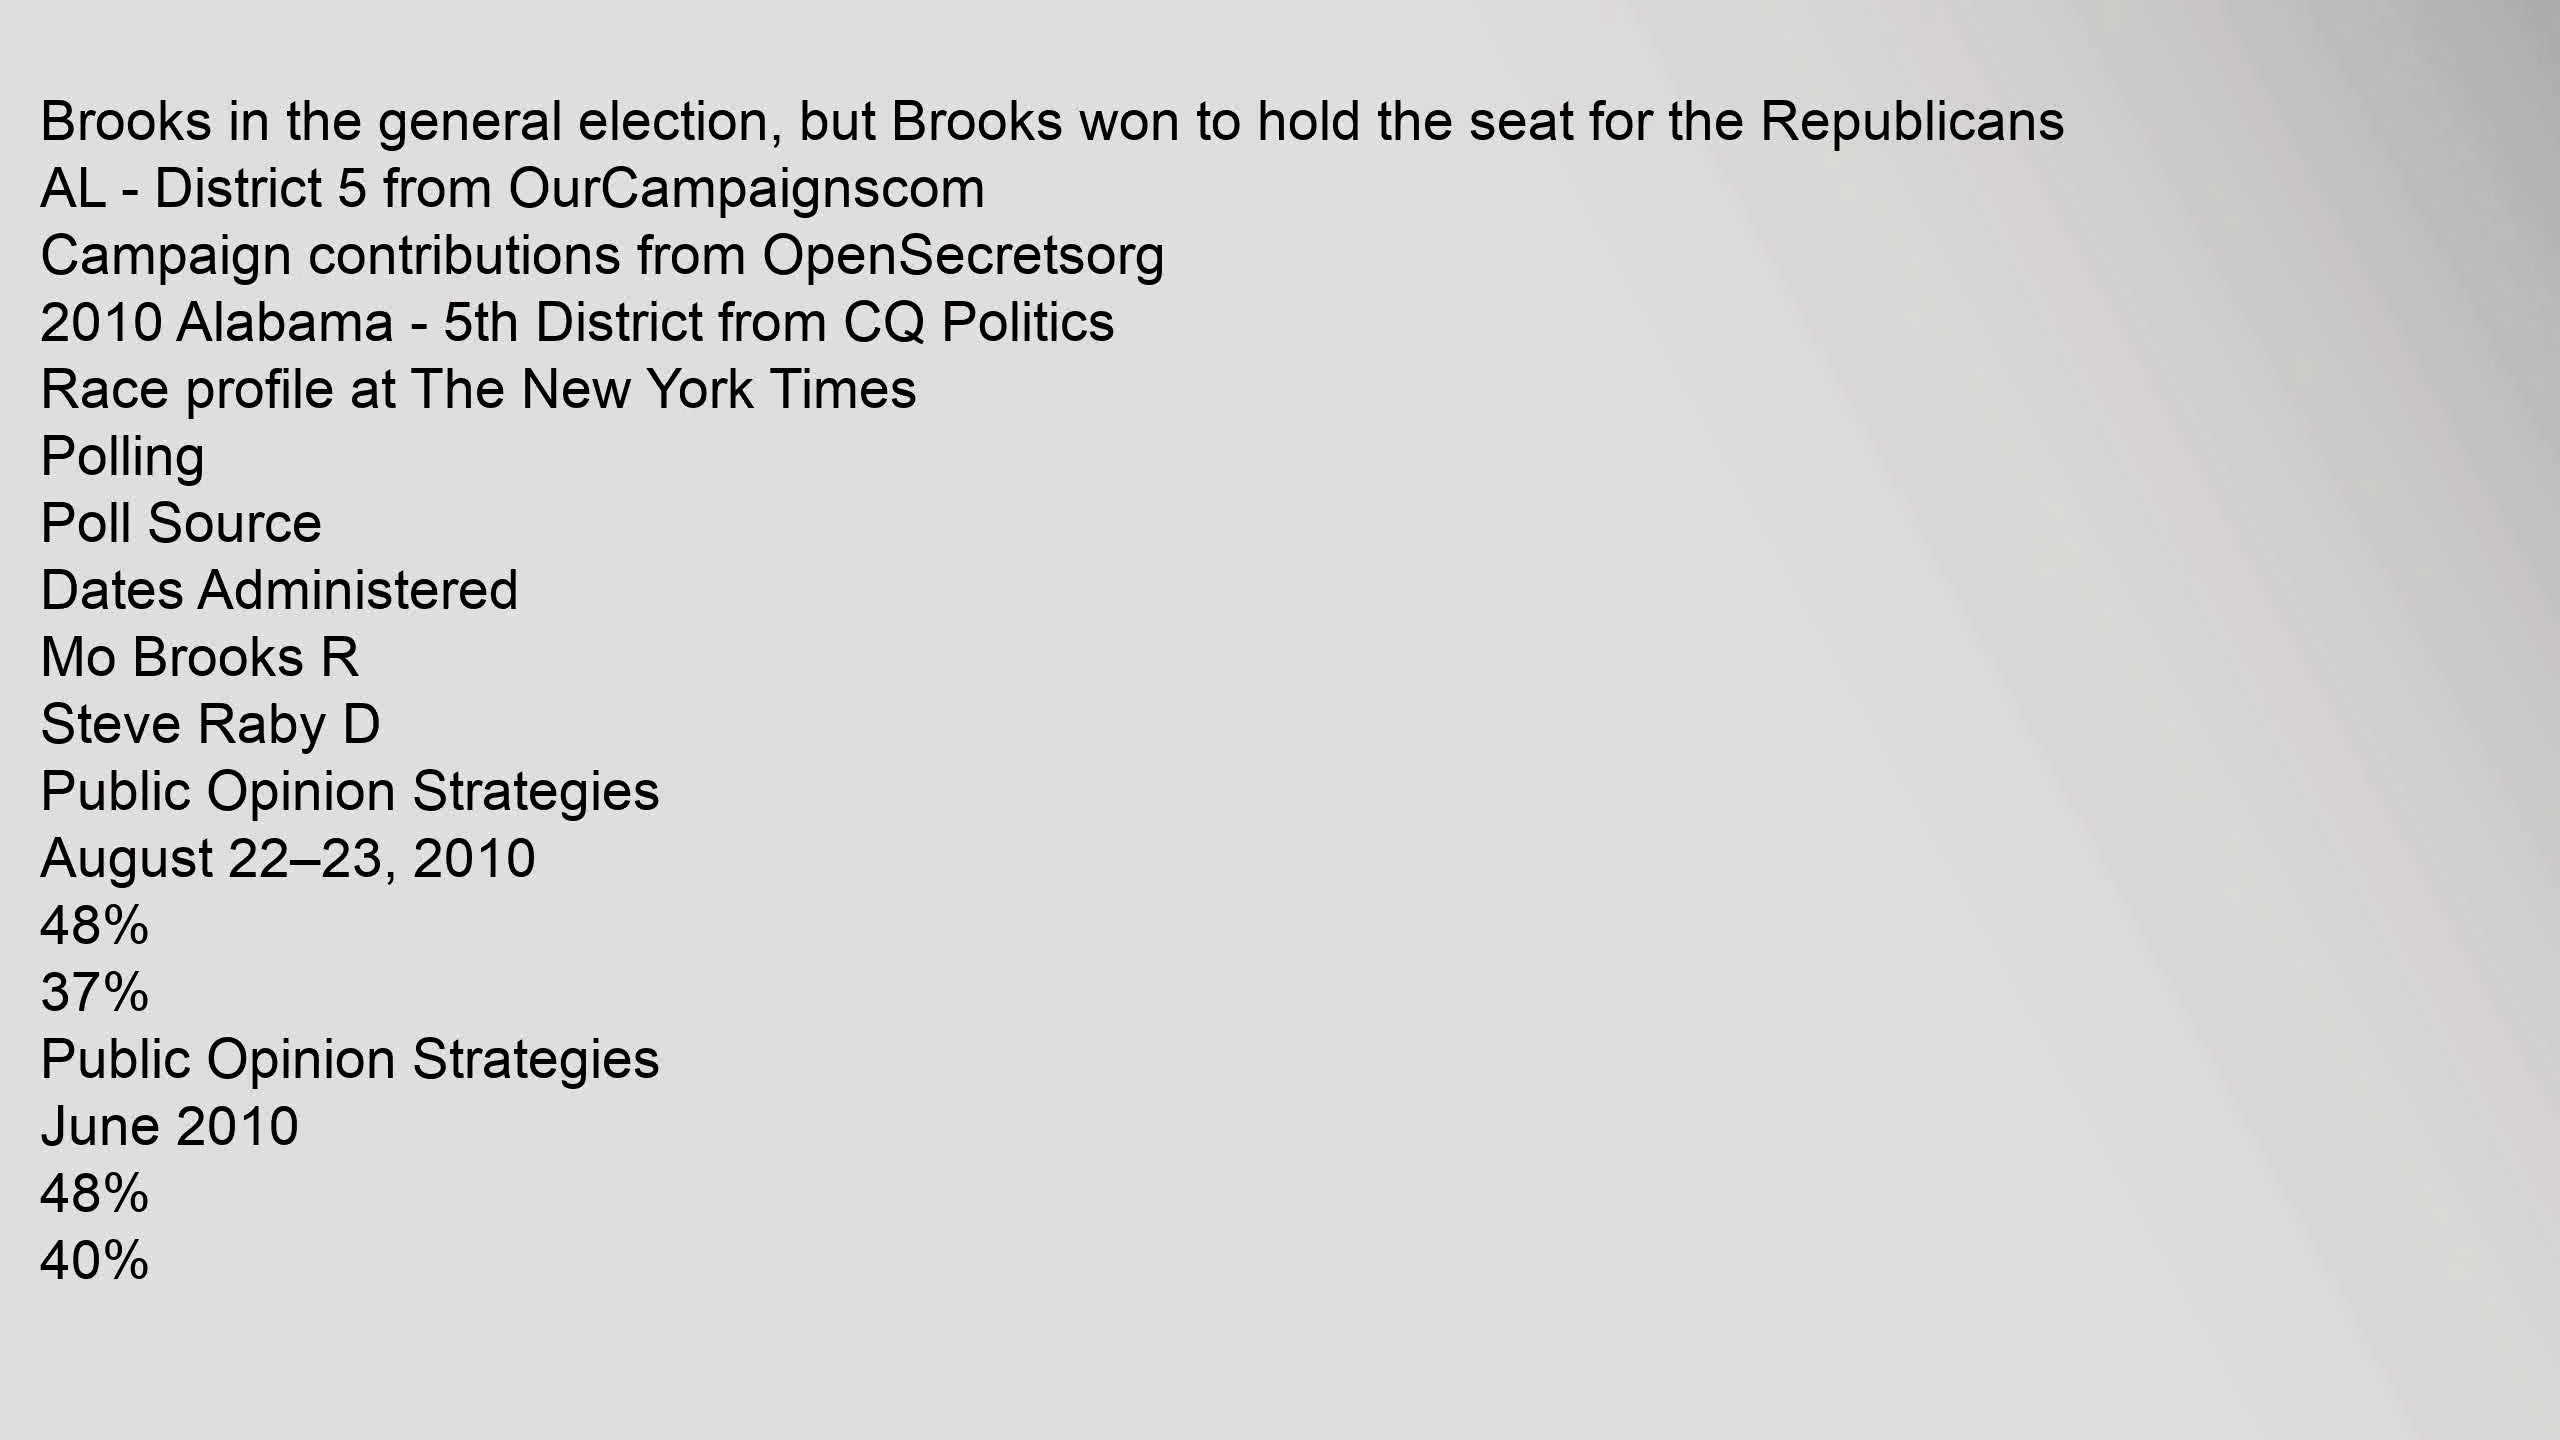 Brooks in the general election, but Brooks won to hold the seat for the Republicans
AL - District 5 from OurCampaignscom
Campaign contributions from OpenSecretsorg
2010 Alabama - 5th District from CQ Politics
Race profile at The New York Times
Polling
Poll Source
Dates Administered
Mo Brooks R
Steve Raby D
Public Opinion Strategies
August 22–23, 2010
48%
37%
Public Opinion Strategies
June 2010
48%
40%